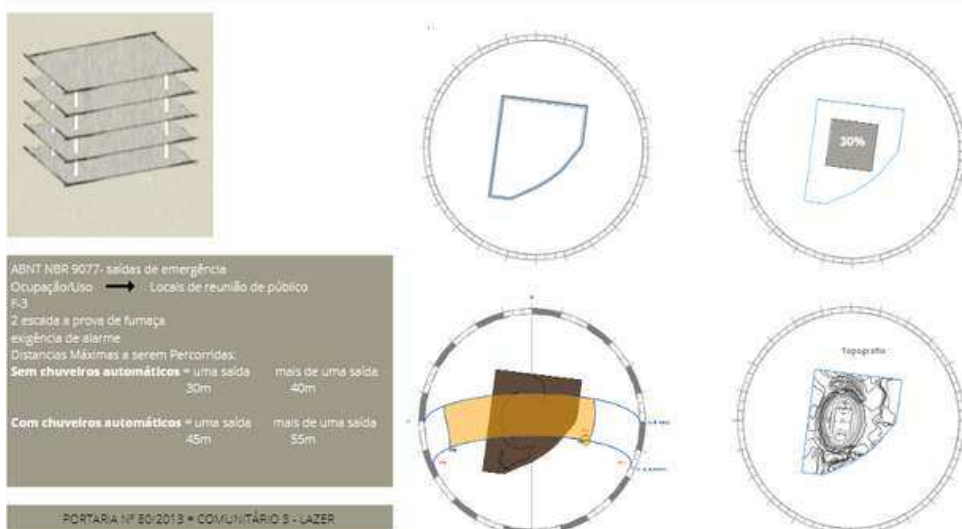 30%
ABNT NBR 9077- saídas de emergência
Ocupação/Uso → Locais de reunião de público
F-3
2 escada a prova de fumaça
exigência de alarme
Distancias Máximas a serem Percorridas:
Sem chuveiros automáticos = uma saída mais de uma saída
30m 40m
Com chuveiros automáticos = uma saída mais de uma saída
45m 55m
Topografia
PORTARIA Nº 80/2013 = COMUNITÁRIO 3 - LAZER